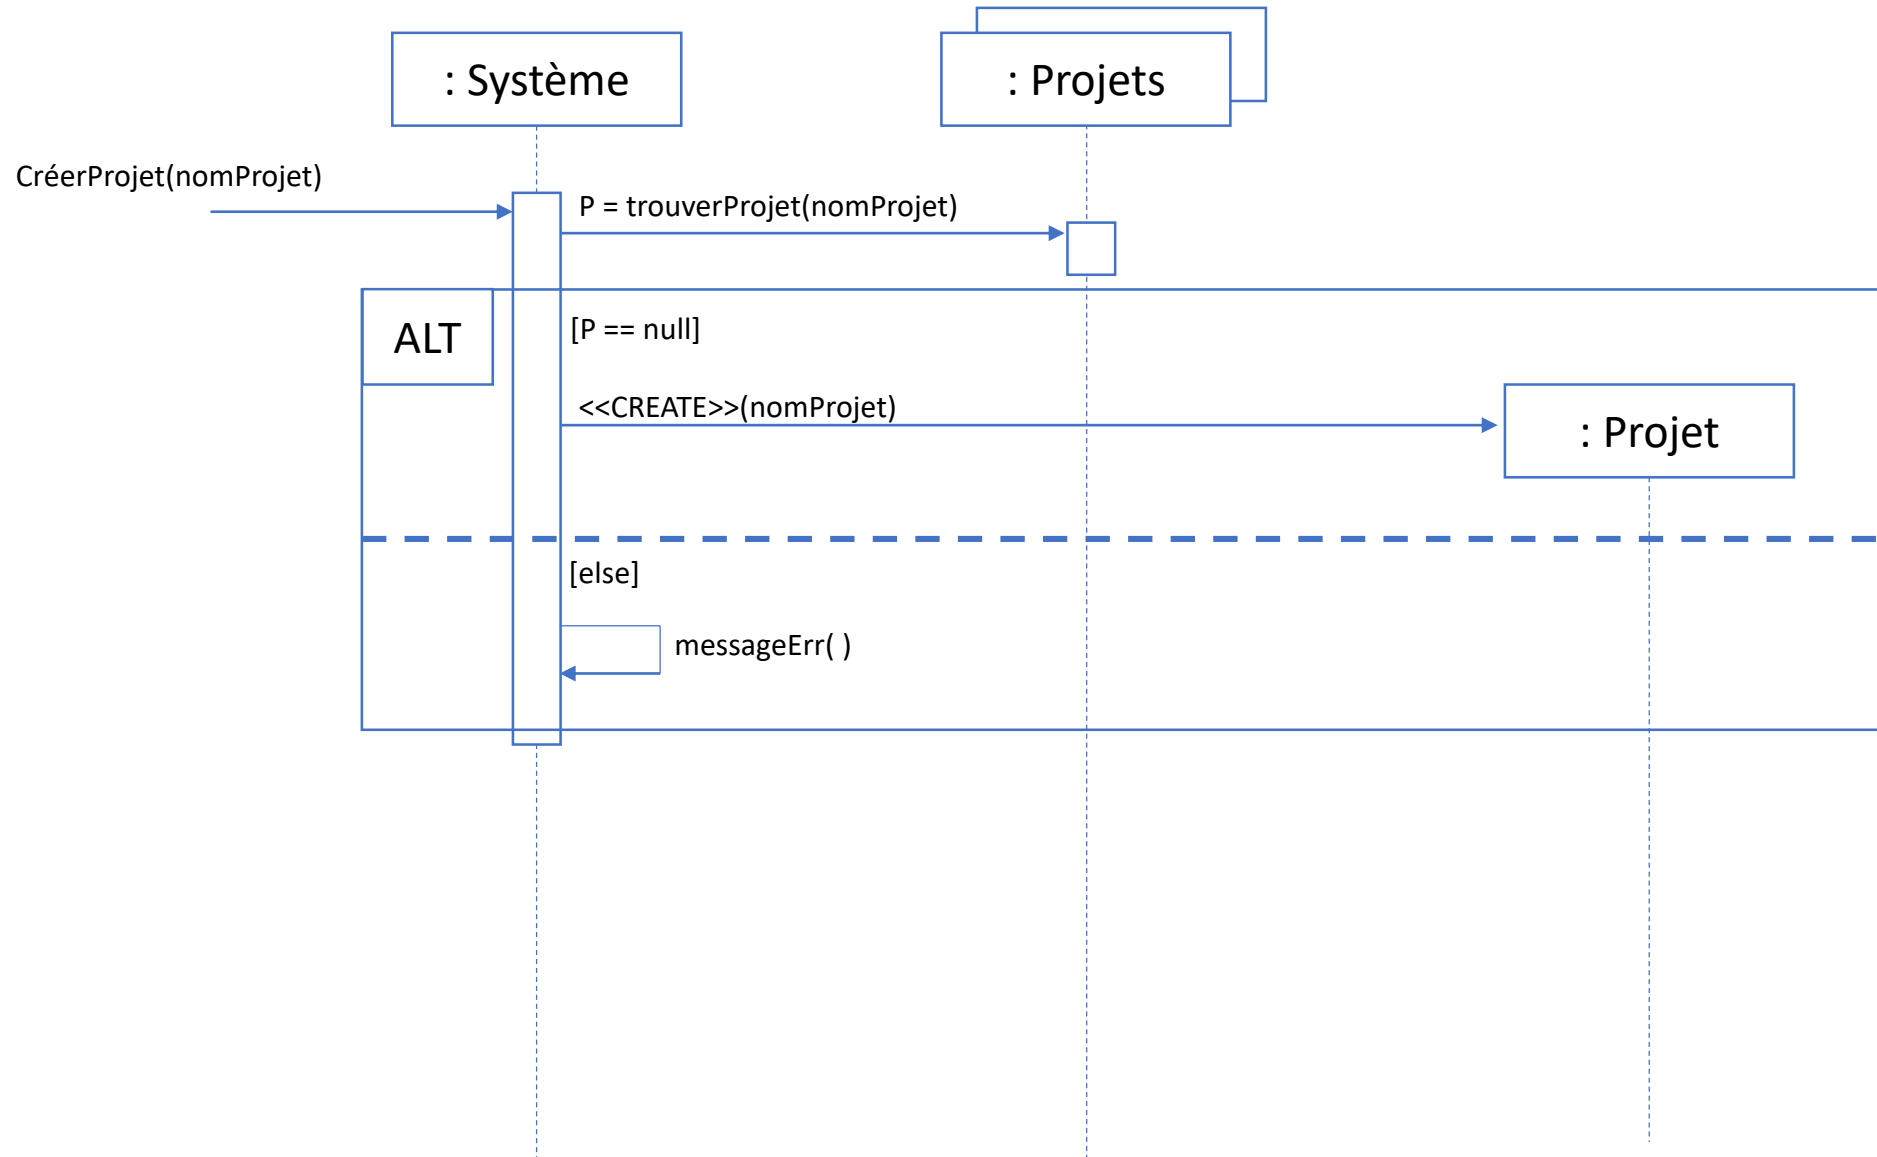 : Système
: Projets
CréerProjet(nomProjet)
P = trouverProjet(nomProjet)
ALT
[P == null]
<<CREATE>>(nomProjet)
: Projet
[else]
messageErr( )